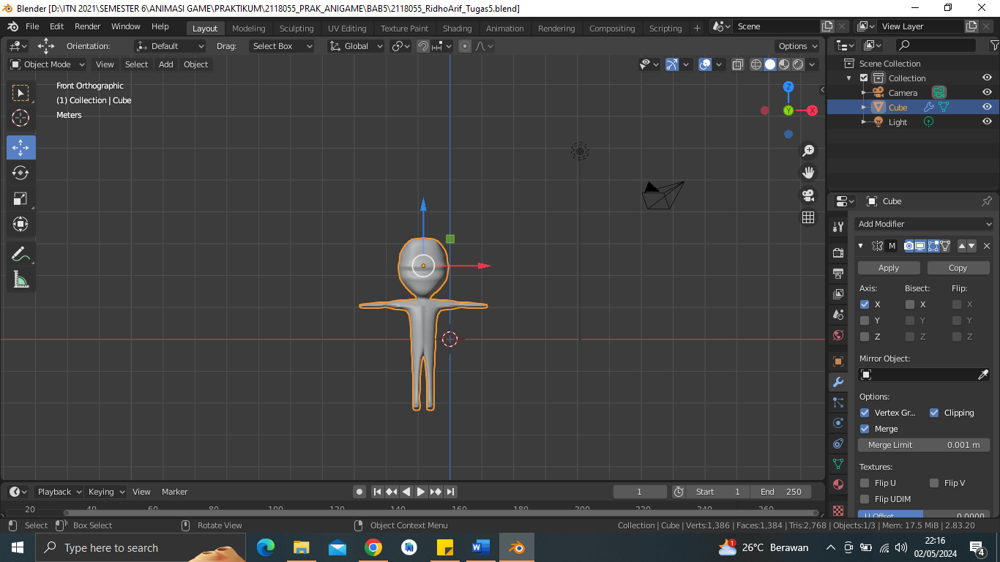 Blender [D:\ITN 2021\SEMESTER 6\ANIMASI GAME\PRAKTIKUM\2118055_PRAK_ANIGAME\BAB5\2118055_RidhoArif_Tugas5.blend]
File Edit Render Window Help Layout Modeling Sculpting UV Editing Texture Paint Shading Animation Rendering Compositing Scripting + Scene View Layer
Orientation: Default Drag: Select Box Global Options
Object Mode View Select Add Object
Front Orthographic
(1) Collection | Cube
Meters
Z
Y
X
Scene Collection
Collection
Camera
Cube
Light
Cube
Add Modifier
M
Apply Copy
Axis: Bisect: Flip:
X X X
Y Y Y
Z Z Z
Mirror Object:
Options:
Vertex Gr... Clipping
Merge
Merge Limit 0.001 m
Textures:
Flip U Flip V
Flip UDIM
U Offset 0.0000
Playback Keying View Marker 1 Start 1 End 250
20 40 60 80 100 120 140 160 180 200 220 240 260
Select Box Select Rotate View Object Context Menu Collection | Cube | Verts:1,386 | Faces:1,384 | Tris:2,768 | Objects:1/3 | Mem: 17.5 MiB | 2.83.20
Type here to search
1
26°C Berawan
22:16
02/05/2024
4